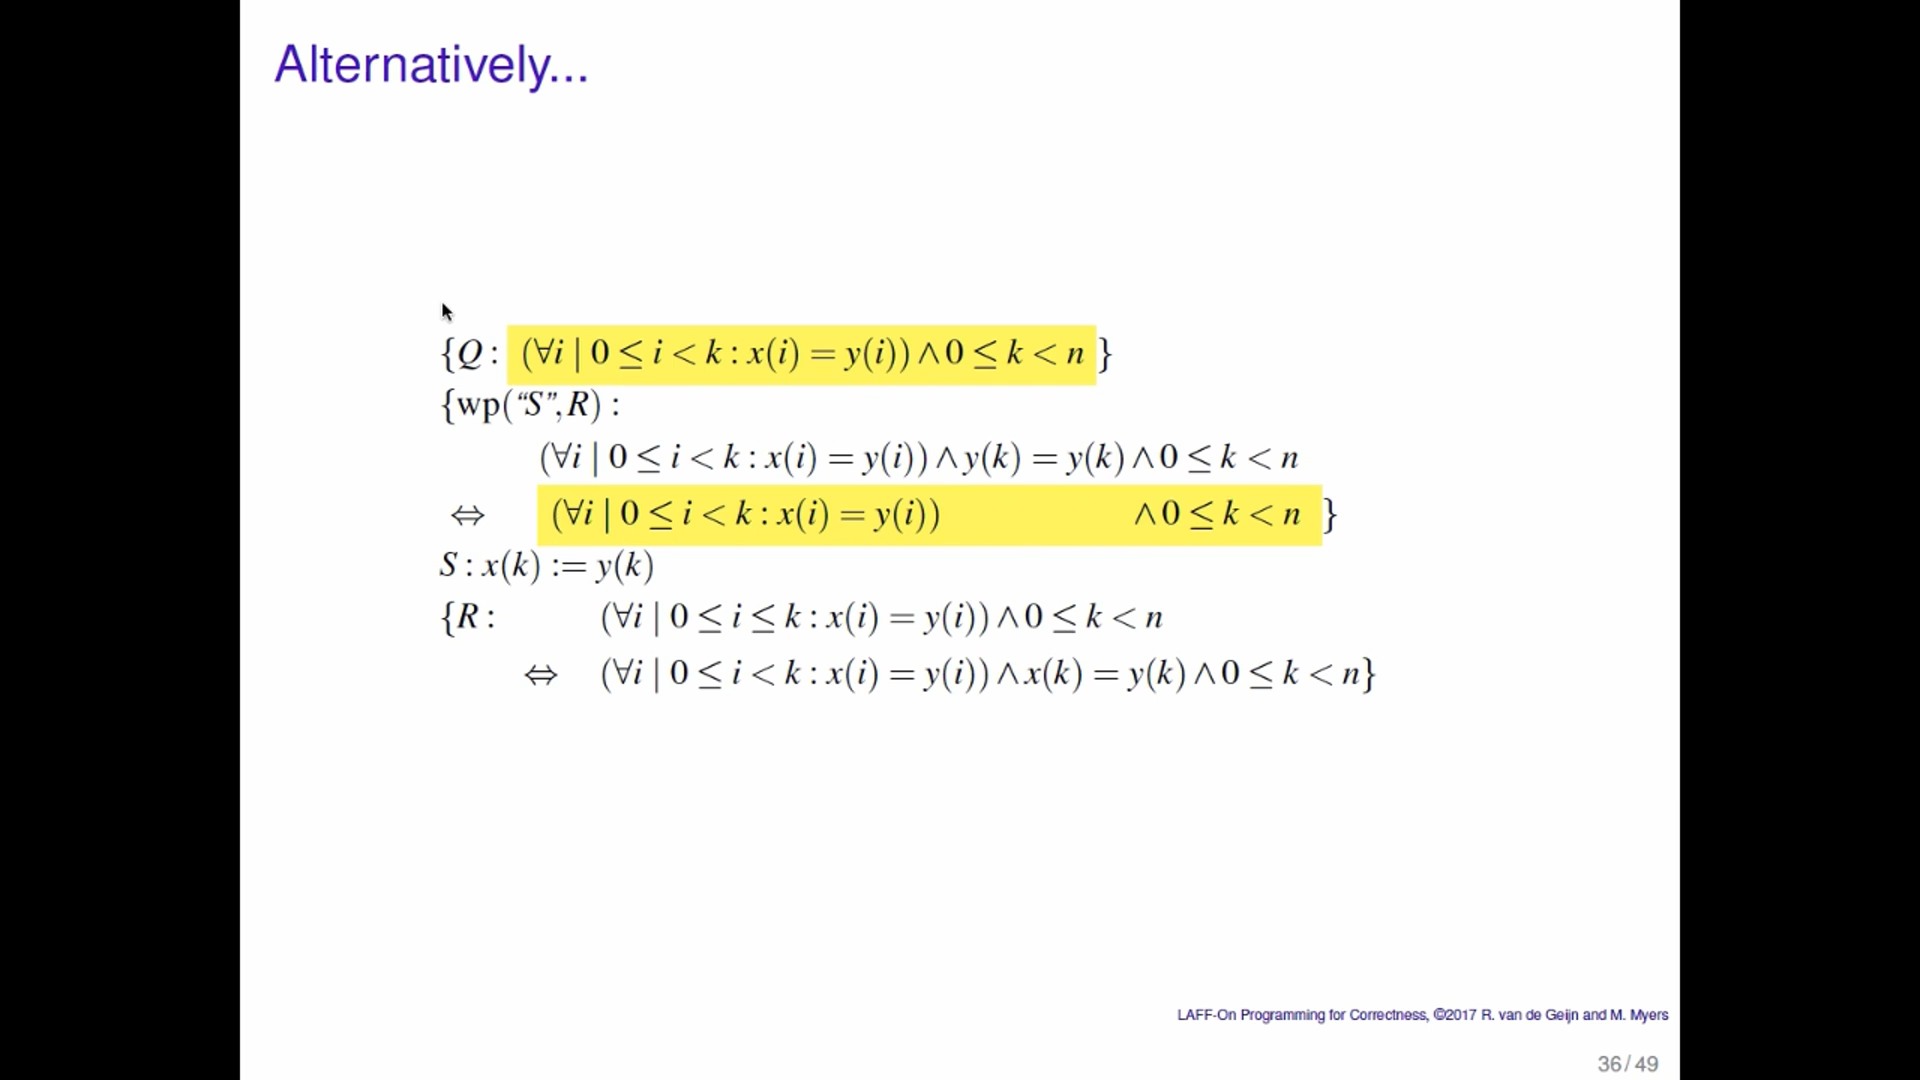 Alternatively...
{Q : (∀i | 0 ≤ i < k : x(i) = y(i)) ∧ 0 ≤ k < n }
{wp(“S”, R) :
(∀i | 0 ≤ i < k : x(i) = y(i)) ∧ y(k) = y(k) ∧ 0 ≤ k < n
⇔ (∀i | 0 ≤ i < k : x(i) = y(i)) ∧ 0 ≤ k < n }
S : x(k) := y(k)
{R : (∀i | 0 ≤ i ≤ k : x(i) = y(i)) ∧ 0 ≤ k < n
⇔ (∀i | 0 ≤ i < k : x(i) = y(i)) ∧ x(k) = y(k) ∧ 0 ≤ k < n}
LAFF-On Programming for Correctness, ©2017 R. van de Geijn and M. Myers
36 / 49